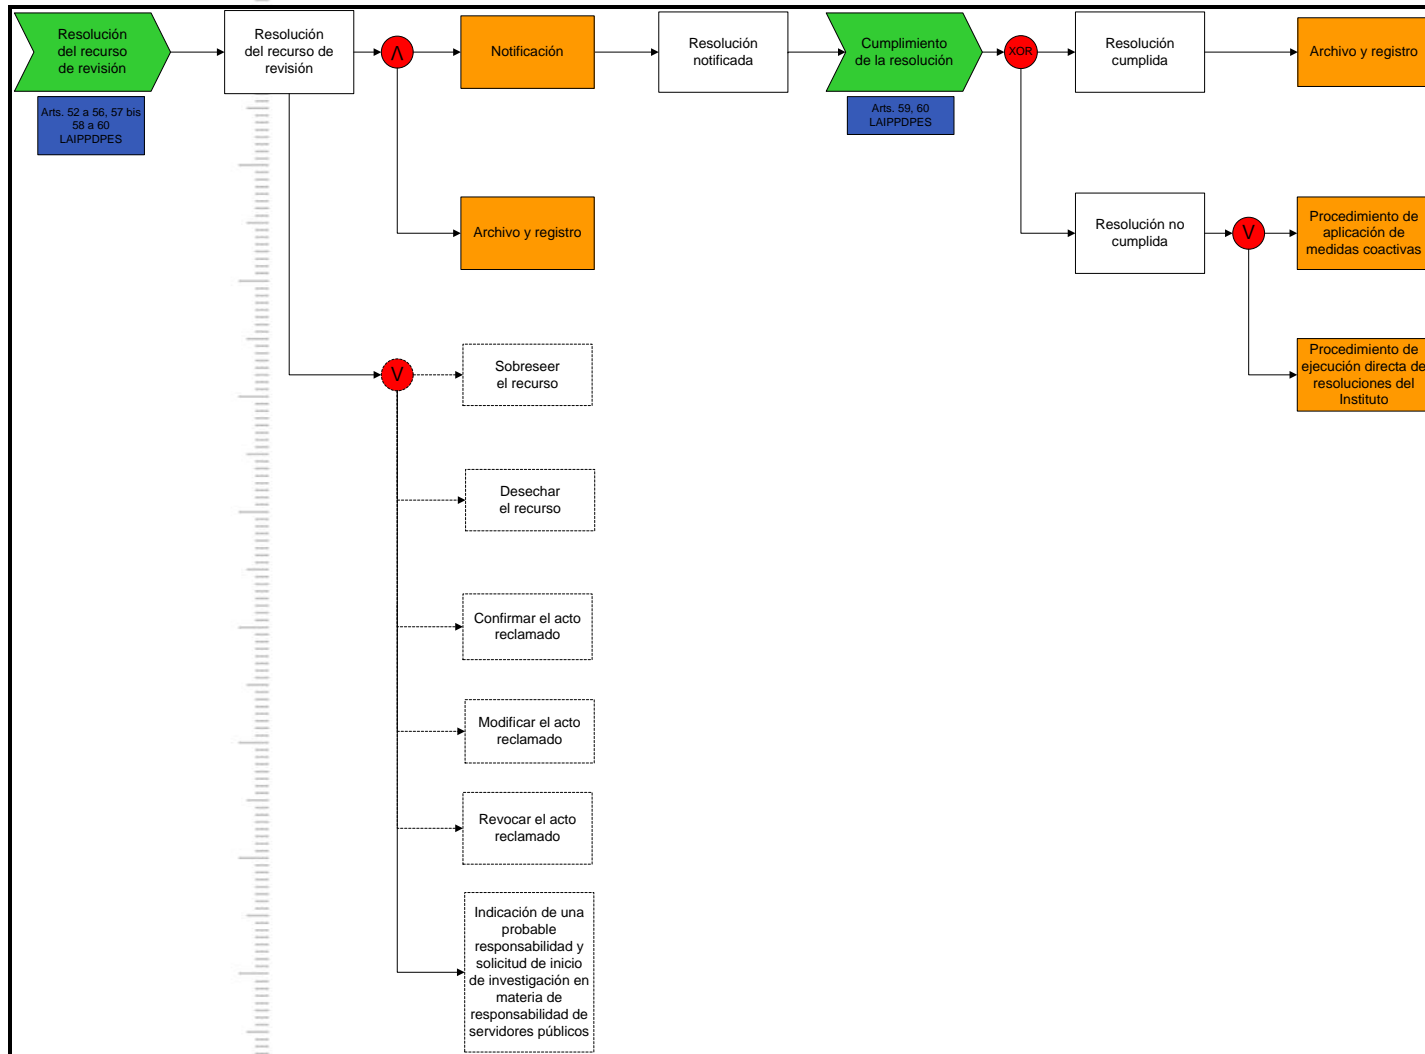 Resolución
del recurso
de revisión
Arts. 52 a 56, 57 bis
58 a 60
LAIPPDPES
Resolución
del recurso de
revisión
Λ
Notificación
Resolución
notificada
Cumplimiento
de la resolución
Arts. 59, 60
LAIPPDPES
XOR
Resolución
cumplida
Archivo y registro
Archivo y registro
Resolución no
cumplida
V
Procedimiento de
aplicación de
medidas coactivas
Procedimiento de
ejecución directa de
resoluciones del
Instituto
V
Sobreseer
el recurso
Desechar
el recurso
Confirmar el acto
reclamado
Modificar el acto
reclamado
Revocar el acto
reclamado
Indicación de una
probable
responsabilidad y
solicitud de inicio
de investigación en
materia de
responsabilidad de
servidores públicos